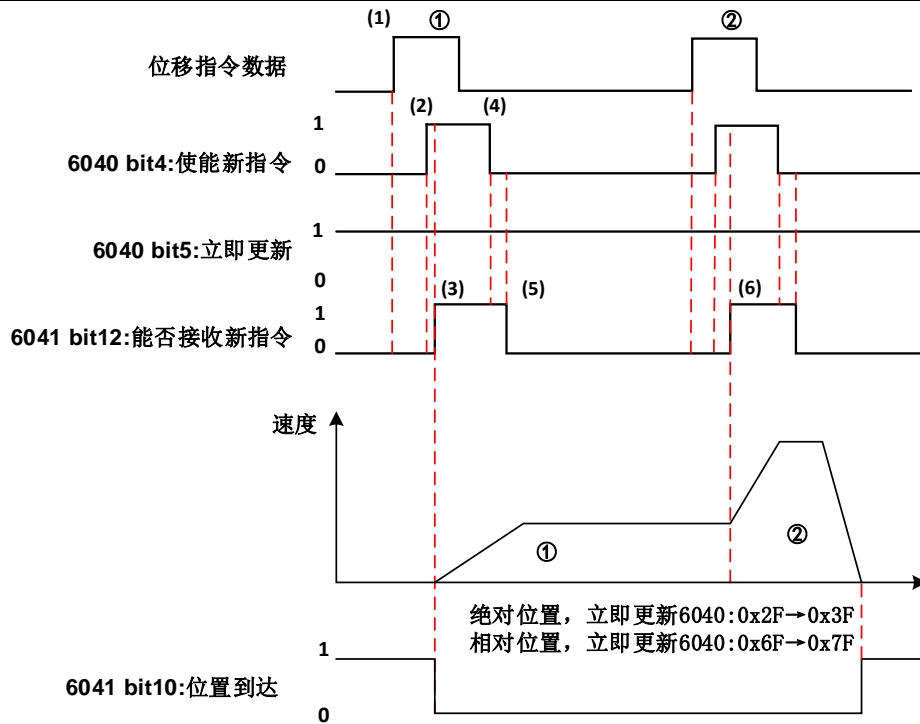 (1) ① ②
位移指令数据
(2) (4)
1
6040 bit4:使能新指令 0
1
6040 bit5:立即更新
0
(3) (5) (6)
1
6041 bit12:能否接收新指令 0
速度
① ②
绝对位置，立即更新6040:0x2F→0x3F
相对位置，立即更新6040:0x6F→0x7F
1
6041 bit10:位置到达
0